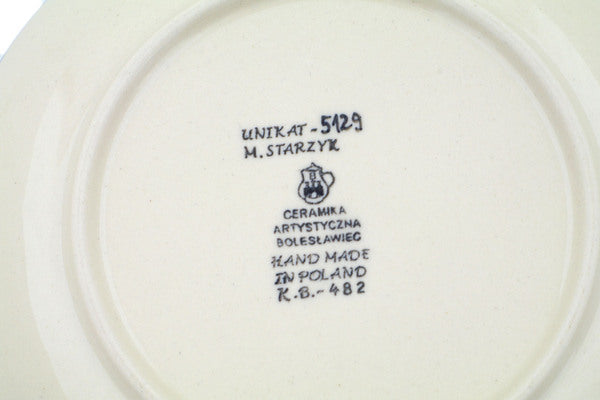 UNIKAT-5129
M. STARZYK
CERAMIKA
ARTYSTYCZNA
BOLESŁAWIEC
HAND MADE
IN POLAND
K.B.-482